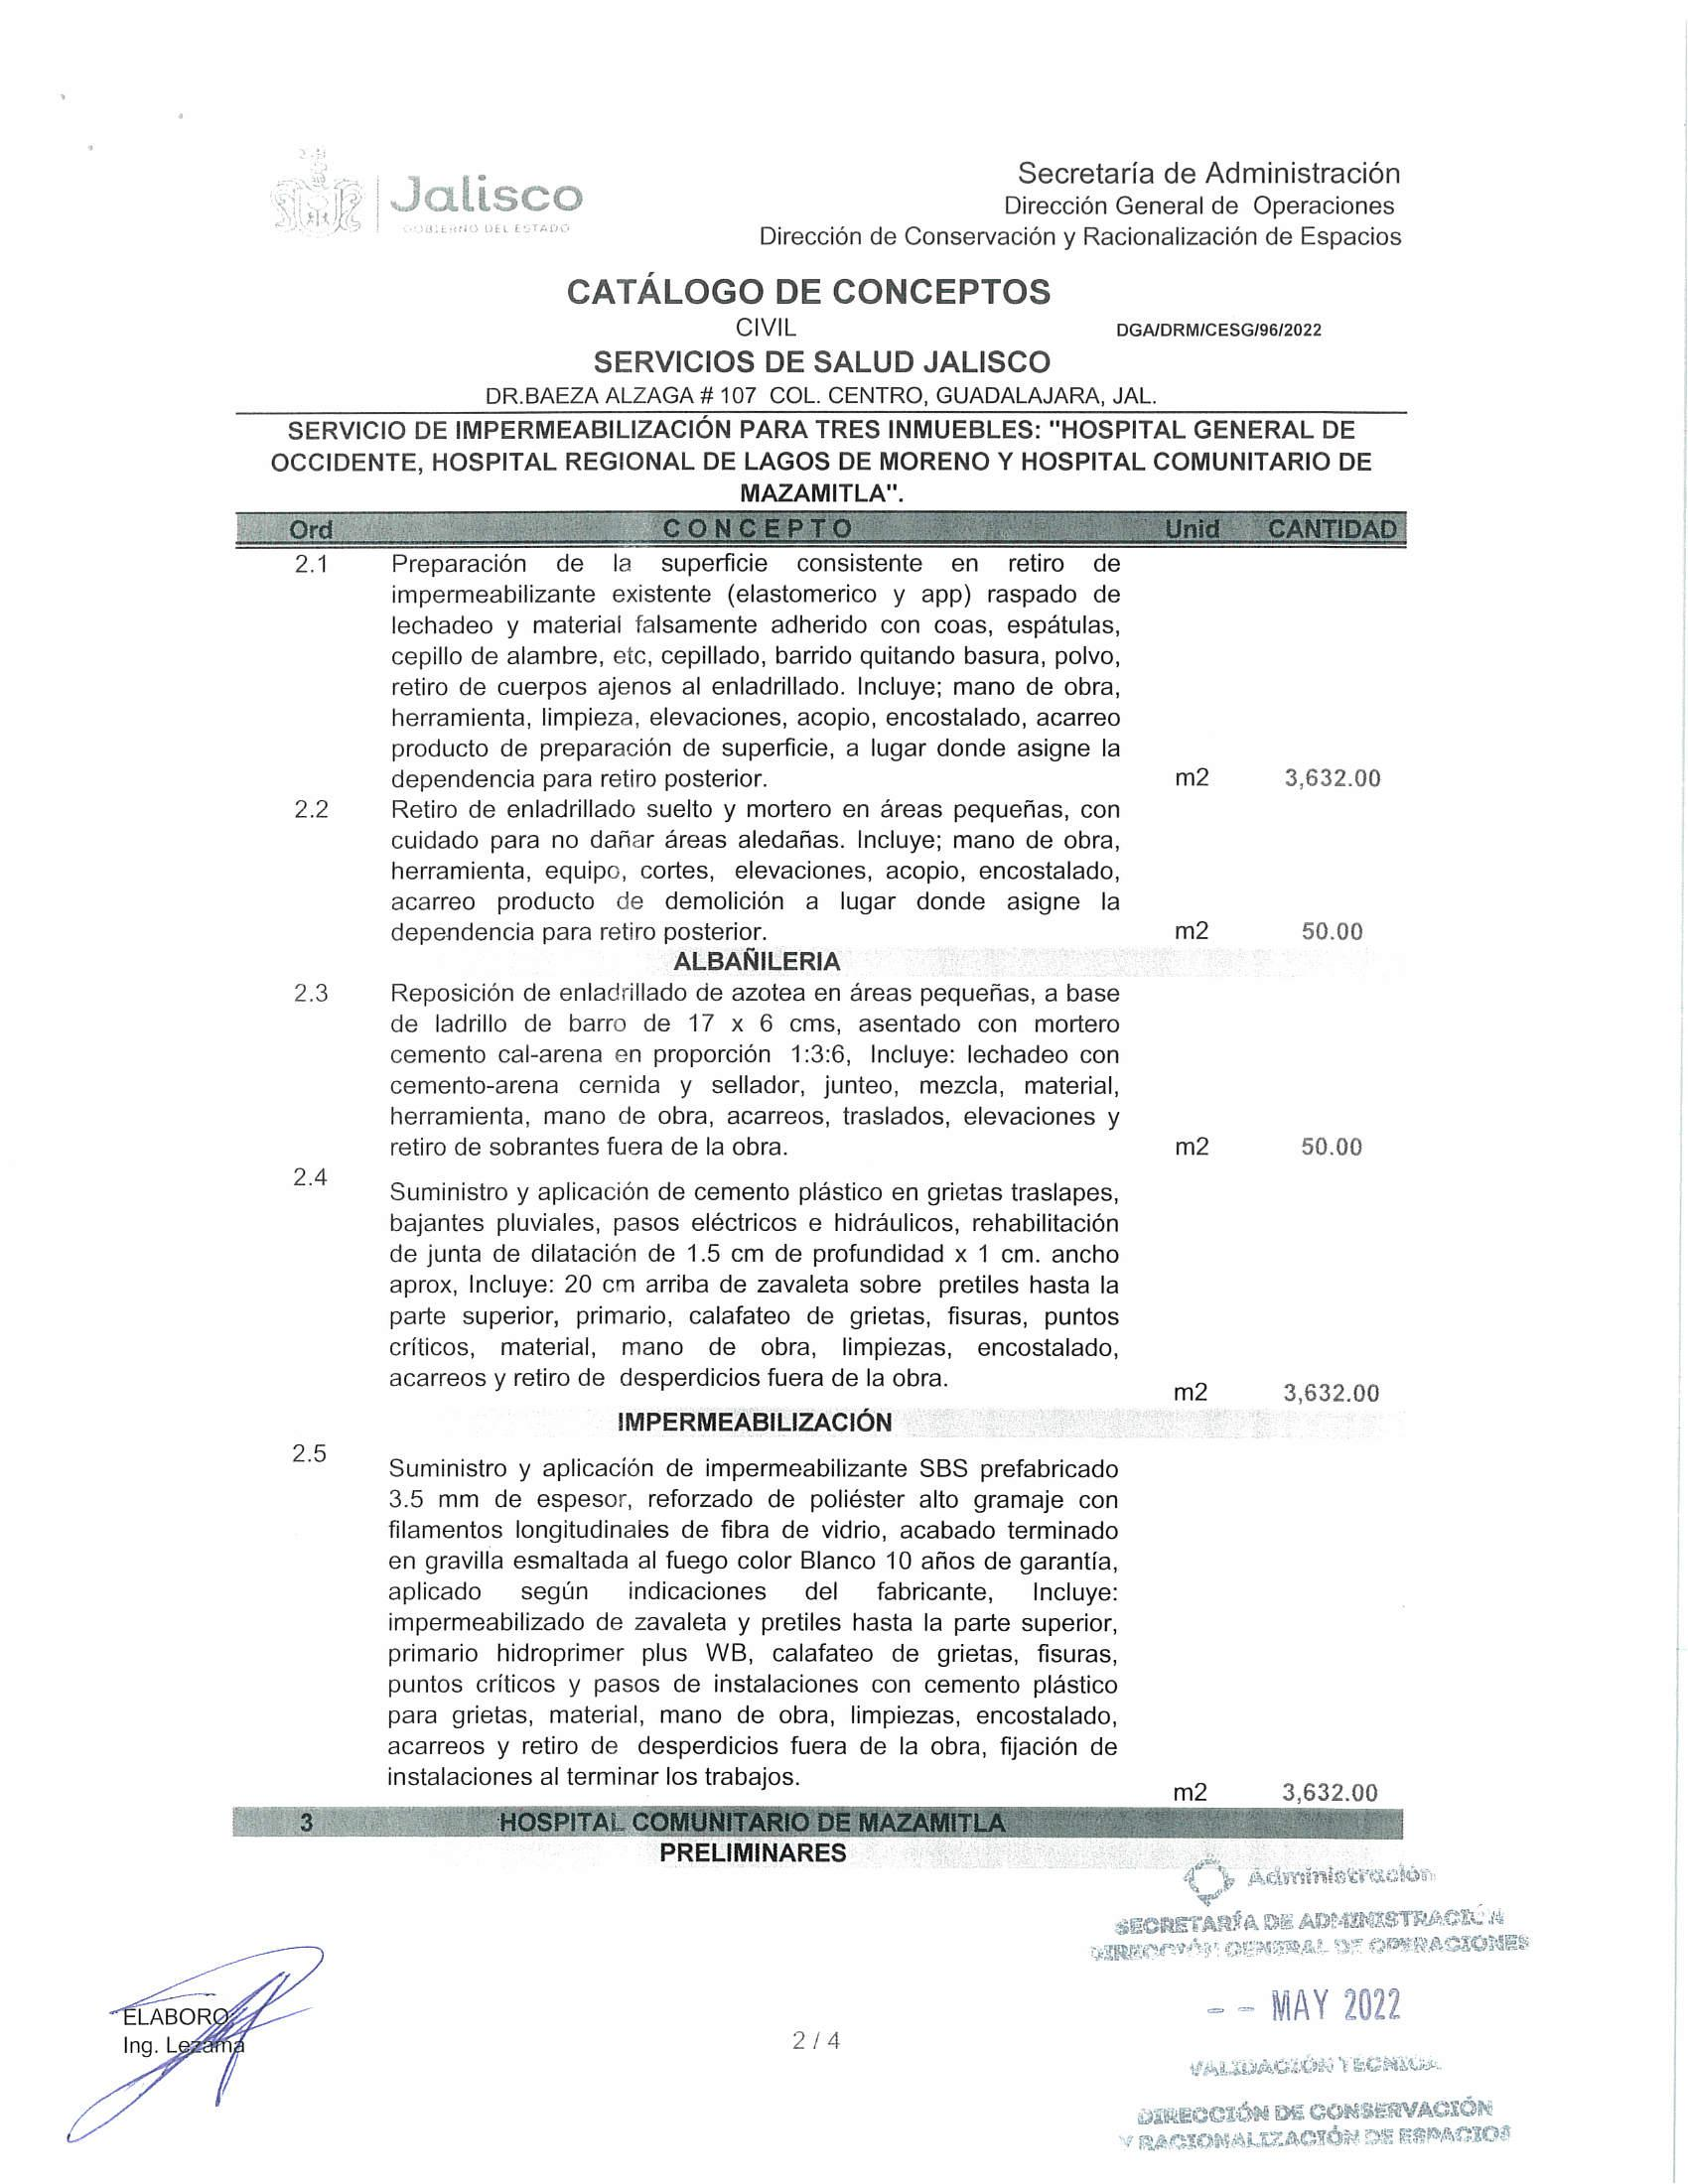 Jalisco
GOBIERNO DEL ESTADO
Secretaría de Administración
Dirección General de Operaciones
Dirección de Conservación y Racionalización de Espacios
CATÁLOGO DE CONCEPTOS
CIVIL
DGA/DRM/CESG/96/2022
SERVICIOS DE SALUD JALISCO
DR.BAEZA ALZAGA # 107 COL. CENTRO, GUADALAJARA, JAL.
SERVICIO DE IMPERMEABILIZACIÓN PARA TRES INMUEBLES: "HOSPITAL GENERAL DE
OCCIDENTE, HOSPITAL REGIONAL DE LAGOS DE MORENO Y HOSPITAL COMUNITARIO DE
MAZAMITLA".
Ord CONCEPTO Unid CANTIDAD
2.1 Preparación de la superficie consistente en retiro de
impermeabilizante existente (elastomerico y app) raspado de
lechadeo y material falsamente adherido con coas, espátulas,
cepillo de alambre, etc, cepillado, barrido quitando basura, polvo,
retiro de cuerpos ajenos al enladrillado. Incluye; mano de obra,
herramienta, limpieza, elevaciones, acopio, encostalado, acarreo
producto de preparación de superficie, a lugar donde asigne la
dependencia para retiro posterior. m2 3,632.00
2.2 Retiro de enladrillado suelto y mortero en áreas pequeñas, con
cuidado para no dañar áreas aledañas. Incluye; mano de obra,
herramienta, equipo, cortes, elevaciones, acopio, encostalado,
acarreo producto de demolición a lugar donde asigne la
dependencia para retiro posterior. m2 50.00
ALBAÑILERIA
2.3 Reposición de enladrillado de azotea en áreas pequeñas, a base
de ladrillo de barro de 17 x 6 cms, asentado con mortero
cemento cal-arena en proporción 1:3:6, Incluye: lechadeo con
cemento-arena cernida y sellador, junteo, mezcla, material,
herramienta, mano de obra, acarreos, traslados, elevaciones y
retiro de sobrantes fuera de la obra. m2 50.00
2.4
Suministro y aplicación de cemento plástico en grietas traslapes,
bajantes pluviales, pasos eléctricos e hidráulicos, rehabilitación
de junta de dilatación de 1.5 cm de profundidad x 1 cm. ancho
aprox, Incluye: 20 cm arriba de zavaleta sobre pretiles hasta la
parte superior, primario, calafateo de grietas, fisuras, puntos
críticos, material, mano de obra, limpiezas, encostalado,
acarreos y retiro de desperdicios fuera de la obra.
m2 3,632.00
IMPERMEABILIZACIÓN
2.5
Suministro y aplicación de impermeabilizante SBS prefabricado
3.5 mm de espesor, reforzado de poliéster alto gramaje con
filamentos longitudinales de fibra de vidrio, acabado terminado
en gravilla esmaltada al fuego color Blanco 10 años de garantía,
aplicado según indicaciones del fabricante, Incluye:
impermeabilizado de zavaleta y pretiles hasta la parte superior,
primario hidroprimer plus WB, calafateo de grietas, fisuras,
puntos críticos y pasos de instalaciones con cemento plástico
para grietas, material, mano de obra, limpiezas, encostalado,
acarreos y retiro de desperdicios fuera de la obra, fijación de
instalaciones al terminar los trabajos.
m2 3,632.00
3 HOSPITAL COMUNITARIO DE MAZAMITLA
PRELIMINARES
Administración
SECRETARÍA DE ADMINISTRACIÓN
DIRECCIÓN GENERAL DE OPERACIONES
-- MAY 2022
VALIDACIÓN TECNICA
DIRECCIÓN DE CONSERVACIÓN
Y RACIONALIZACIÓN DE ESPACIOS
ELABORO
Ing. Lezama
2 / 4